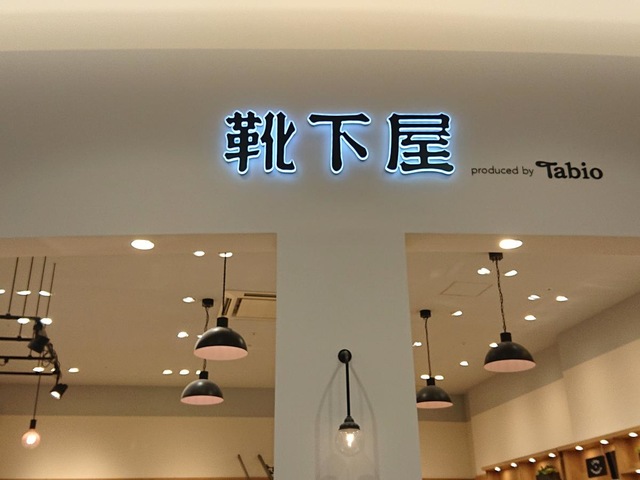 靴下屋 produced by Tabio